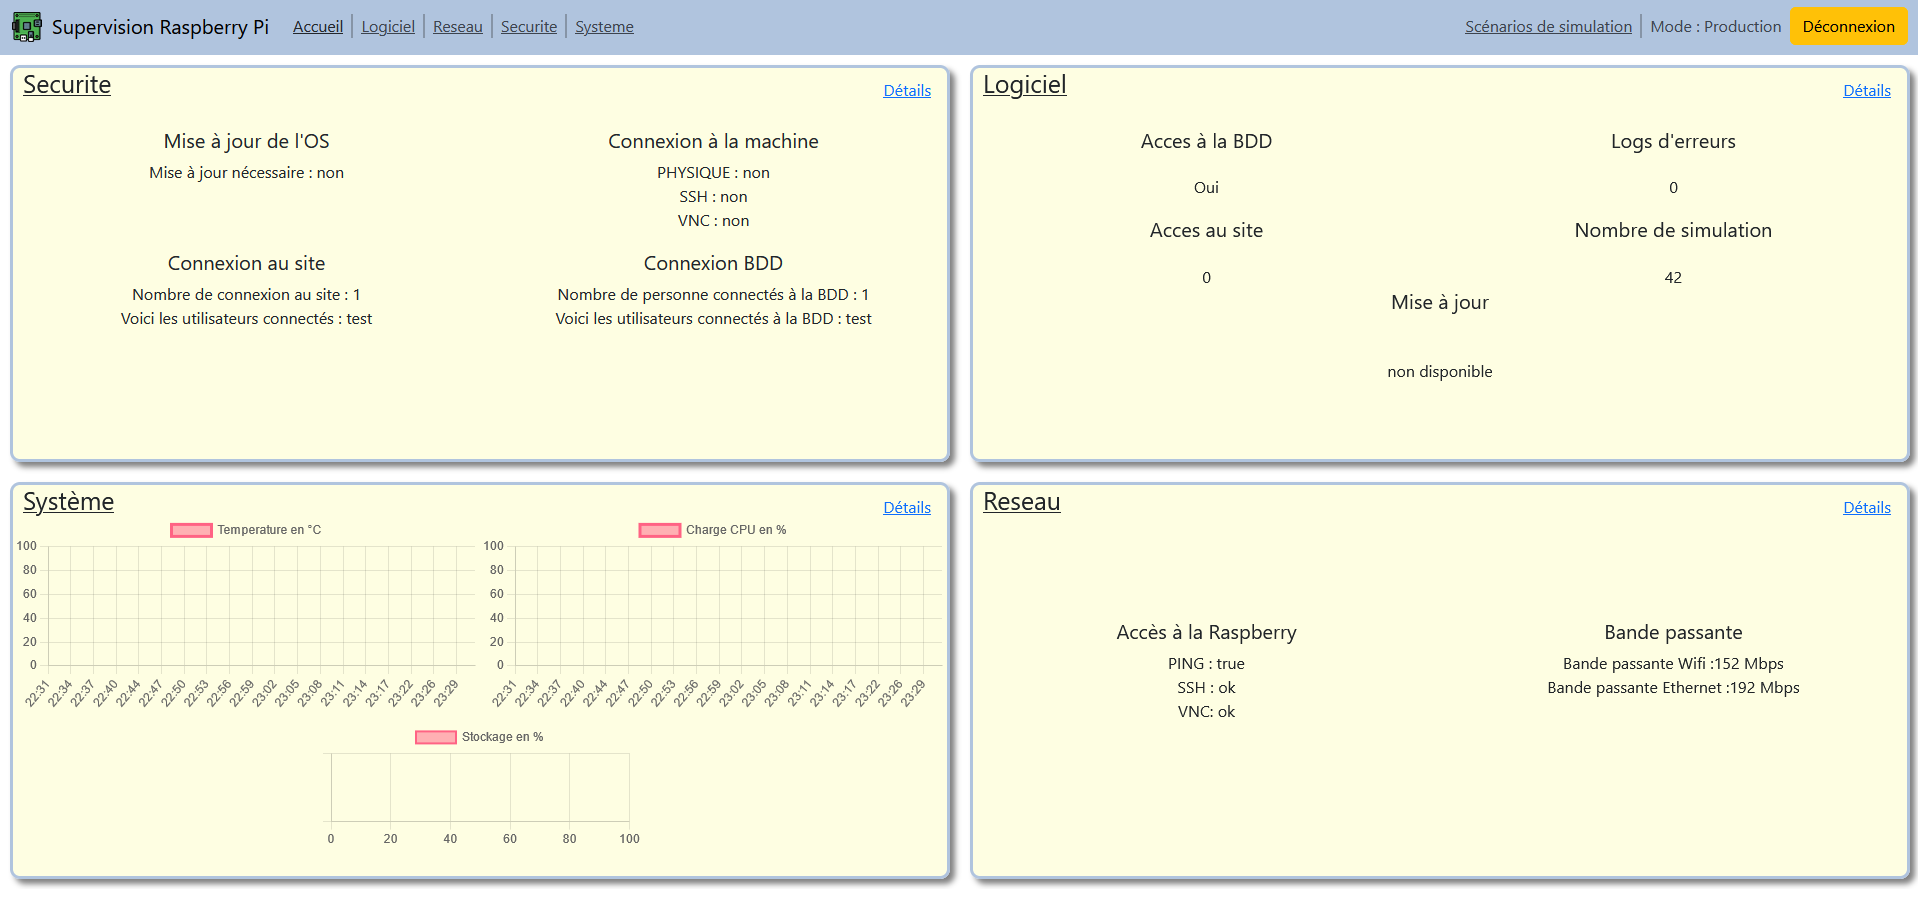 Supervision Raspberry Pi Accueil Logiciel Reseau Securite Systeme Scénarios de simulation Mode : Production Déconnexion
Securite
Détails
Mise à jour de l'OS
Mise à jour nécessaire : non
Connexion à la machine
PHYSIQUE : non
SSH : non
VNC : non
Connexion au site
Nombre de connexion au site : 1
Voici les utilisateurs connectés : test
Connexion BDD
Nombre de personne connectés à la BDD : 1
Voici les utilisateurs connectés à la BDD : test
Logiciel
Détails
Acces à la BDD
Oui
Logs d'erreurs
0
Acces au site
0
Nombre de simulation
42
Mise à jour
non disponible
Système
Détails
Temperature en °C
100
80
60
40
20
0
22:31 22:34 22:37 22:40 22:44 22:47 22:50 22:53 22:56 22:59 23:02 23:05 23:08 23:11 23:14 23:17 23:22 23:26 23:29
Charge CPU en %
100
80
60
40
20
0
22:31 22:34 22:37 22:40 22:44 22:47 22:50 22:53 22:56 22:59 23:02 23:05 23:08 23:11 23:14 23:17 23:22 23:26 23:29
Stockage en %
0 20 40 60 80 100
Reseau
Détails
Accès à la Raspberry
PING : true
SSH : ok
VNC: ok
Bande passante
Bande passante Wifi :152 Mbps
Bande passante Ethernet :192 Mbps